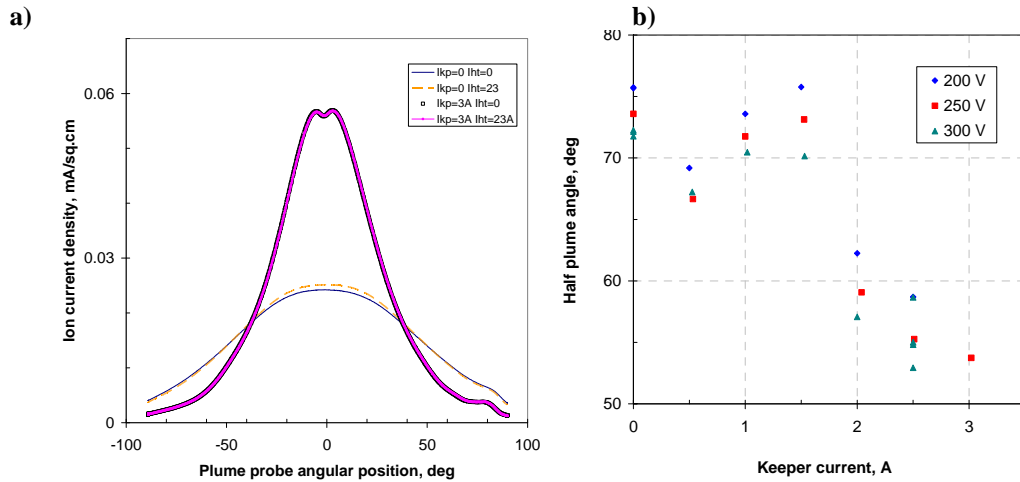 a)
Ion current density, mA/sq.cm
0.06
0.03
0
-100
-50
0
50
100
Plume probe angular position, deg
Ikp=0 Iht=0
Ikp=0 Iht=23
Ikp=3A Iht=0
Ikp=3A Iht=23A
b)
Half plume angle, deg
80
70
60
50
0
1
2
3
Keeper current, A
200 V
250 V
300 V